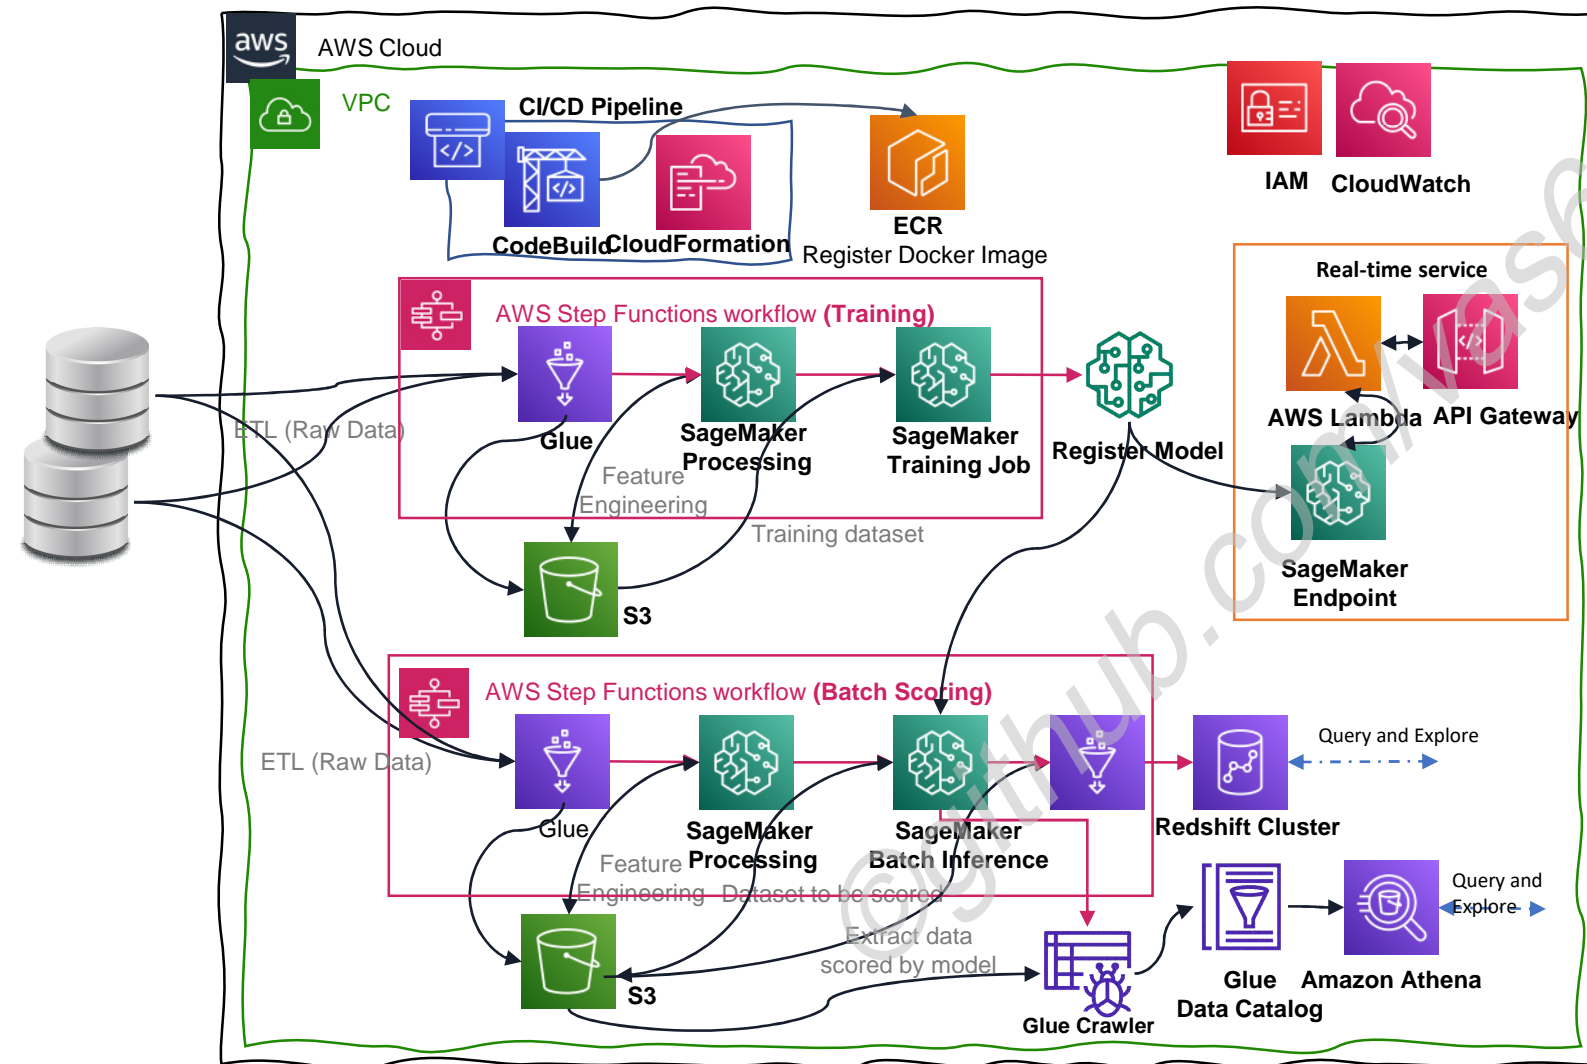 aws
AWS Cloud
VPC
CI/CD Pipeline
CodeBuild
CloudFormation
ECR
Register Docker Image
IAM
CloudWatch
AWS Step Functions workflow (Training)
ETL (Raw Data)
Glue
SageMaker
Processing
SageMaker
Training Job
Register Model
Feature
Engineering
Training dataset
S3
Real-time service
AWS Lambda
API Gateway
SageMaker
Endpoint
AWS Step Functions workflow (Batch Scoring)
ETL (Raw Data)
Glue
SageMaker
Processing
SageMaker
Batch Inference
Feature
Engineering
Dataset to be scored
Extract data
scored by model
S3
Redshift Cluster
Query and Explore
Glue Crawler
Glue
Data Catalog
Amazon Athena
Query and
Explore